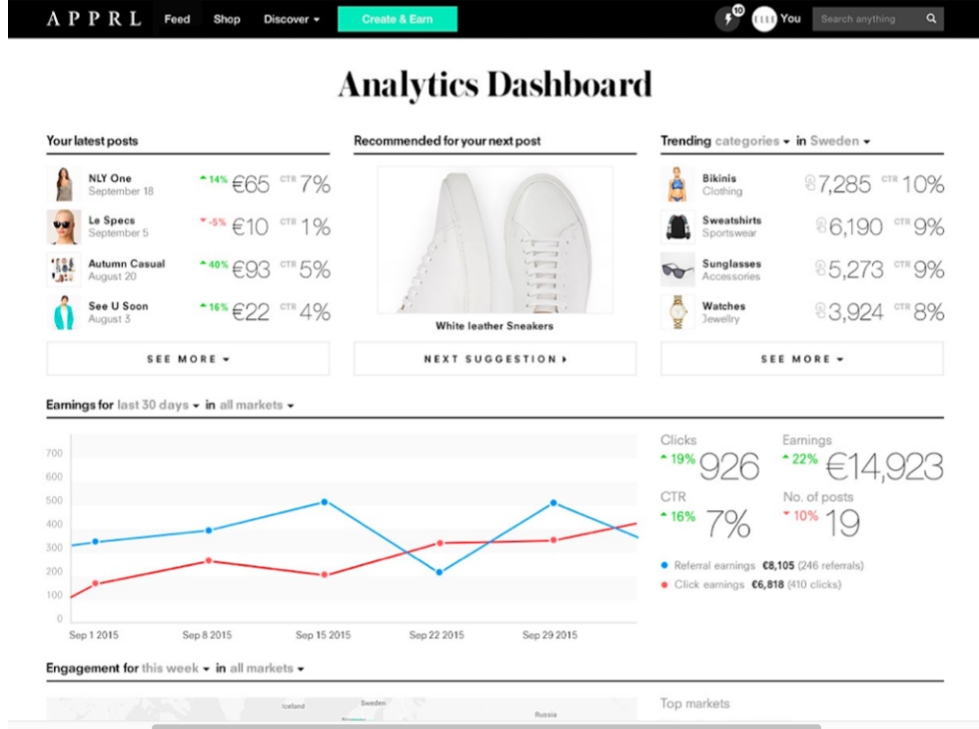 APPRL Feed Shop Discover Create & Earn 10 ELLE You Search anything
Analytics Dashboard
Your latest posts
NLY One 14% €65 CTR 7%
September 18
Le Specs -5% €10 CTR 1%
September 5
Autumn Casual 40% €93 CTR 5%
August 20
See U Soon 16% €22 CTR 4%
August 3
SEE MORE
Recommended for your next post
White leather Sneakers
NEXT SUGGESTION
Trending categories in Sweden
Bikinis 7,285 CTR 10%
Clothing
Sweatshirts 6,190 CTR 9%
Sportswear
Sunglasses 5,273 CTR 9%
Accessories
Watches 3,924 CTR 8%
Jewellry
SEE MORE
Earnings for last 30 days in all markets
700
600
500
400
300
200
100
0
Sep 1 2015 Sep 8 2015 Sep 15 2015 Sep 22 2015 Sep 29 2015
Clicks Earnings
19% 926 22% €14,923
CTR No. of posts
16% 7% 10% 19
Referral earnings €8,105 (246 referrals)
Click earnings €6,818 (410 clicks)
Engagement for this week in all markets
Iceland Sweden Russia
Top markets